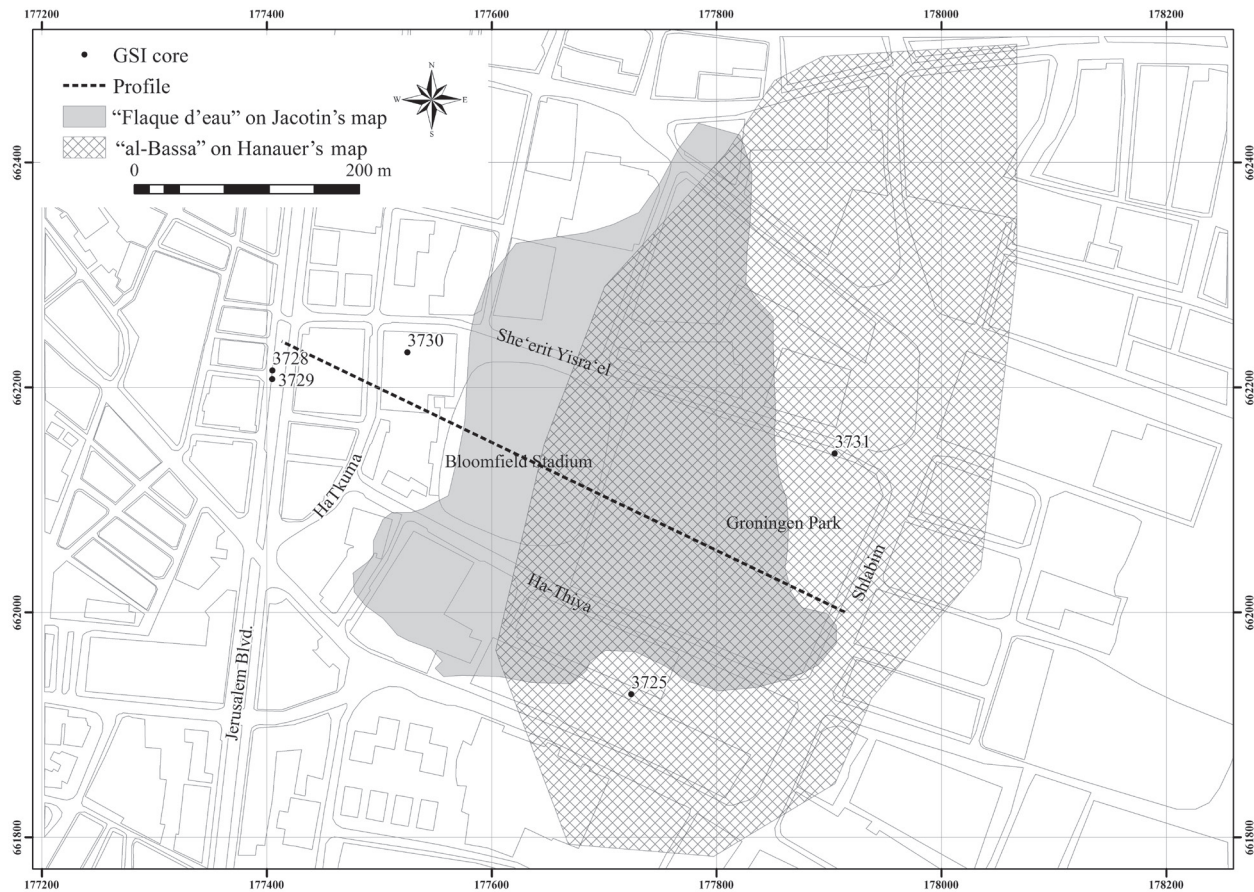 177200 177400 177600 177800 178000 178200
GSI core
Profile
“Flaque d’eau” on Jacotin’s map
“al-Bassa” on Hanauer’s map
0 200 m
N
W E
S
662400 662400
She‘erit Yisra‘el
3730
3728
3729
662200 662200
3731
Bloomfield Stadium
HaTkuma
Groningen Park
Shlabim
Ha-Thiya
662000 662000
3725
Jerusalem Blvd.
661800 661800
177200 177400 177600 177800 178000 178200